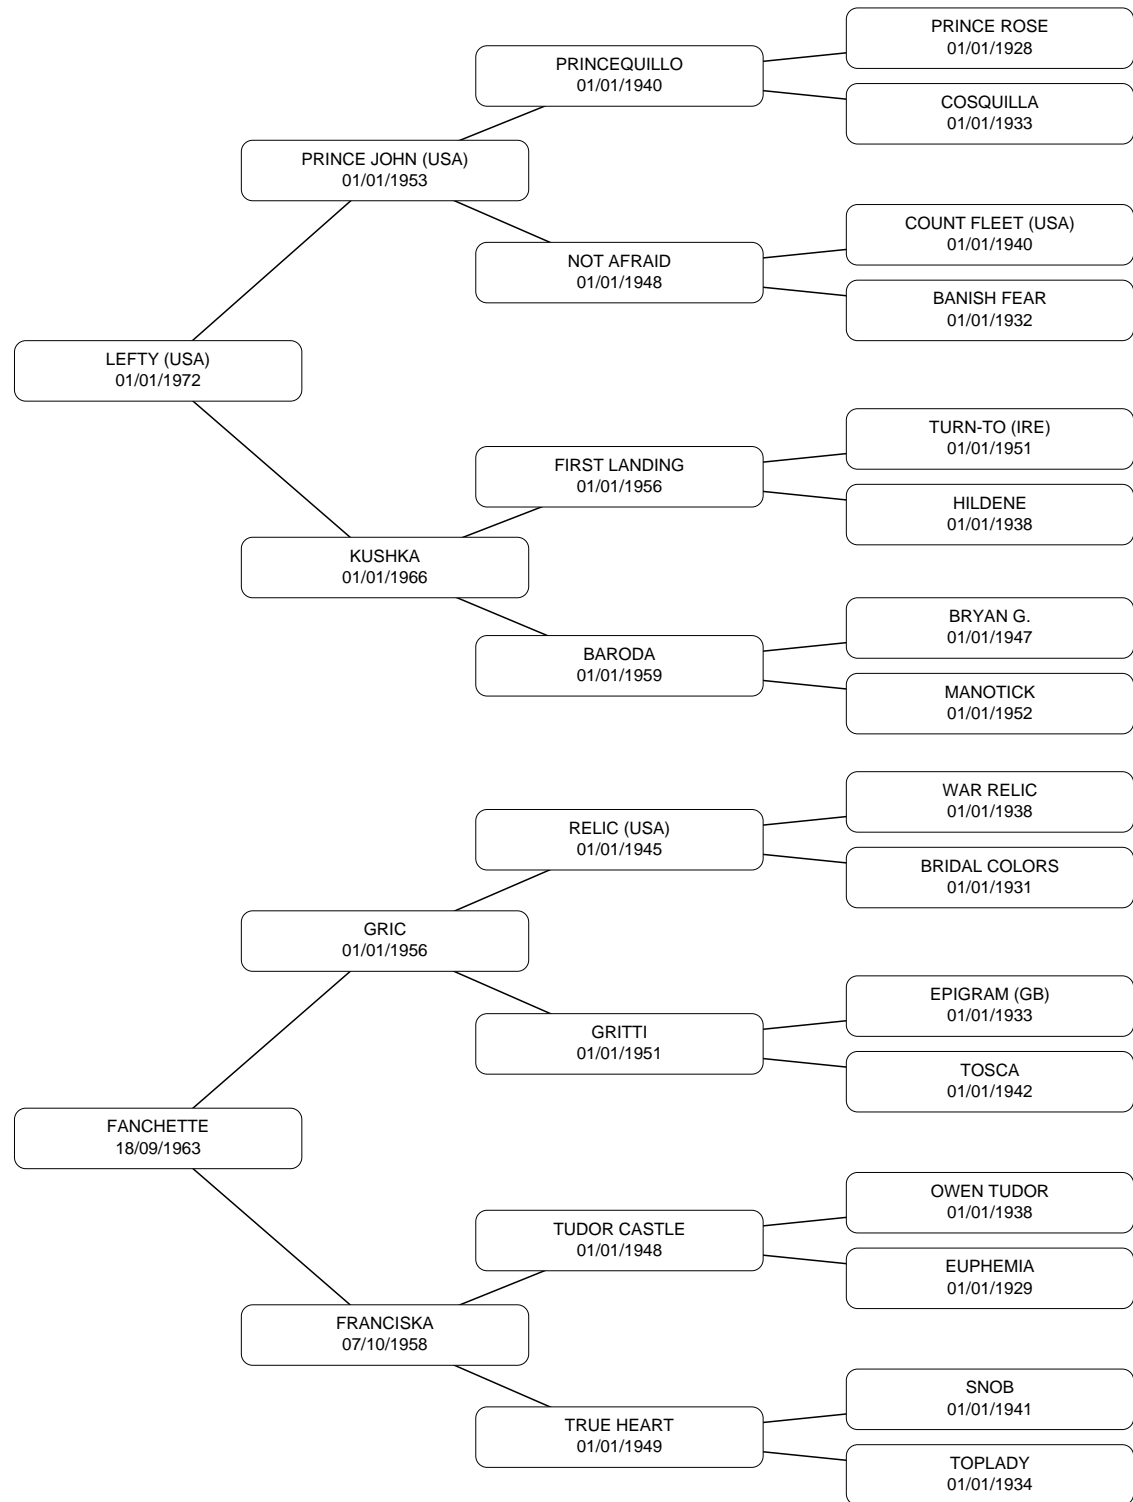 PRINCE ROSE
01/01/1928
PRINCEQUILLO
01/01/1940
COSQUILLA
01/01/1933
PRINCE JOHN (USA)
01/01/1953
COUNT FLEET (USA)
01/01/1940
NOT AFRAID
01/01/1948
BANISH FEAR
01/01/1932
LEFTY (USA)
01/01/1972
TURN-TO (IRE)
01/01/1951
FIRST LANDING
01/01/1956
HILDENE
01/01/1938
KUSHKA
01/01/1966
BRYAN G.
01/01/1947
BARODA
01/01/1959
MANOTICK
01/01/1952
WAR RELIC
01/01/1938
RELIC (USA)
01/01/1945
BRIDAL COLORS
01/01/1931
GRIC
01/01/1956
EPIGRAM (GB)
01/01/1933
GRITTI
01/01/1951
TOSCA
01/01/1942
FANCHETTE
18/09/1963
OWEN TUDOR
01/01/1938
TUDOR CASTLE
01/01/1948
EUPHEMIA
01/01/1929
FRANCISKA
07/10/1958
SNOB
01/01/1941
TRUE HEART
01/01/1949
TOPLADY
01/01/1934